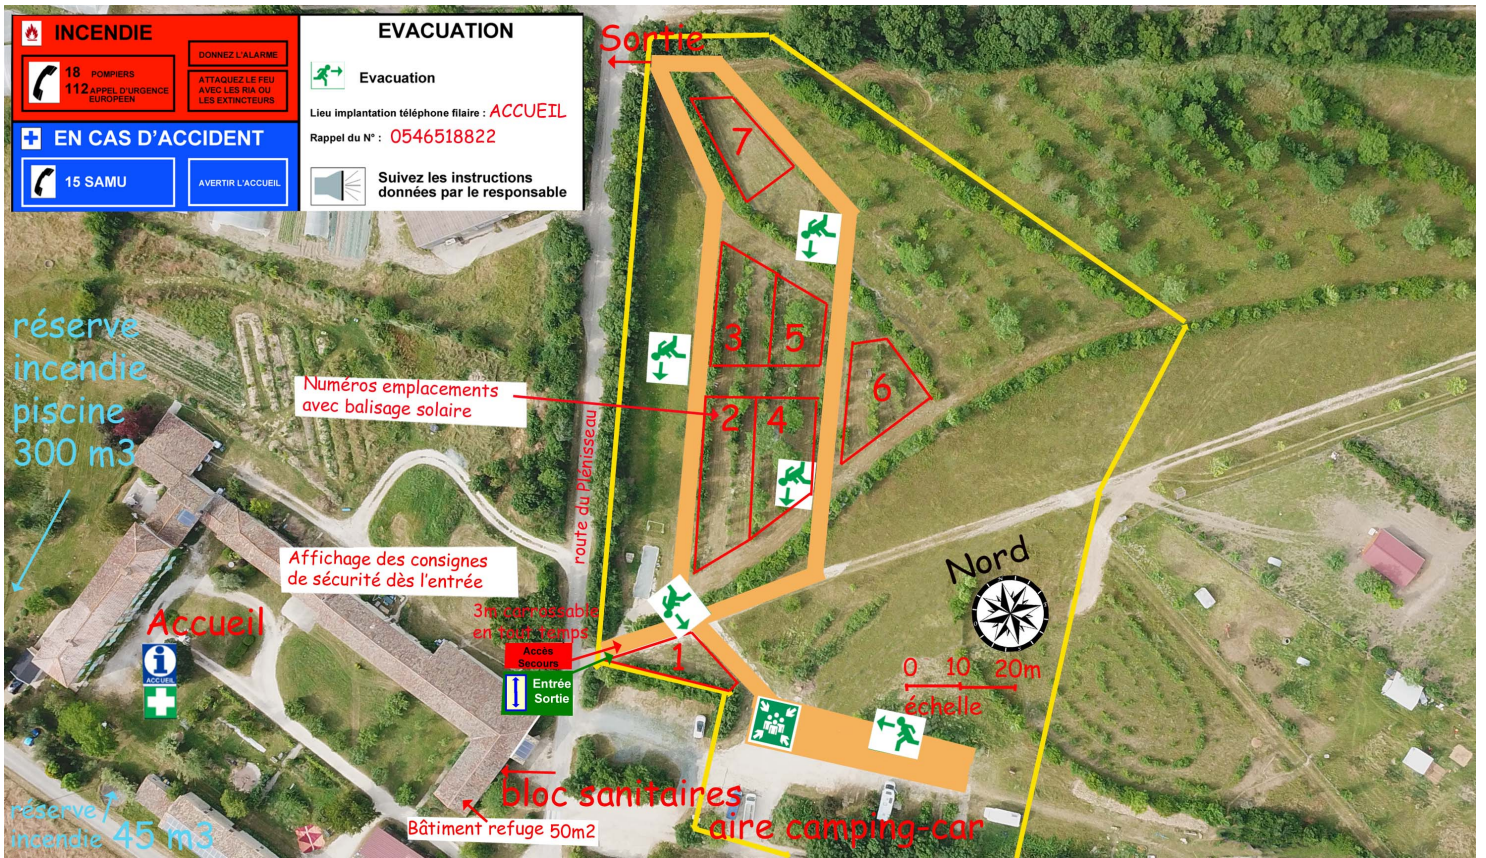 INCENDIE
DONNEZ L'ALARME
18 POMPIERS
112 APPEL D'URGENCE
EUROPEEN
ATTAQUEZ LE FEU
AVEC LES RIA OU
LES EXTINCTEURS
EN CAS D'ACCIDENT
15 SAMU
AVERTIR L'ACCUEIL
EVACUATION
Evacuation
Lieu implantation téléphone filaire : ACCUEIL
Rappel du N° : 0546518822
Suivez les instructions
données par le responsable
Sortie
7
3
5
6
2
4
1
réserve
incendie
piscine
300 m3
Numéros emplacements
avec balisage solaire
route du Plénisseau
Affichage des consignes
de sécurité dès l'entrée
Nord
3m carrossable
en tout temps
Accès
Secours
Entrée
Sortie
Accueil
ACCUEIL
0 10 20m
échelle
bloc sanitaires
Bâtiment refuge 50m2
aire camping-car
réserve
incendie 45 m3